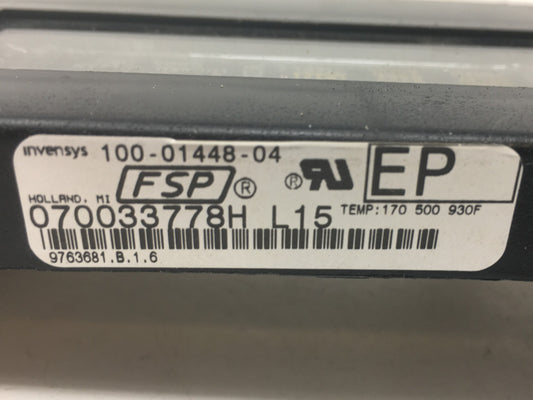 invensys 100-01448-04
HOLLAND, MI FSP® ® EP
070033778H L15 TEMP:170 500 930F
9763681.B.1.6